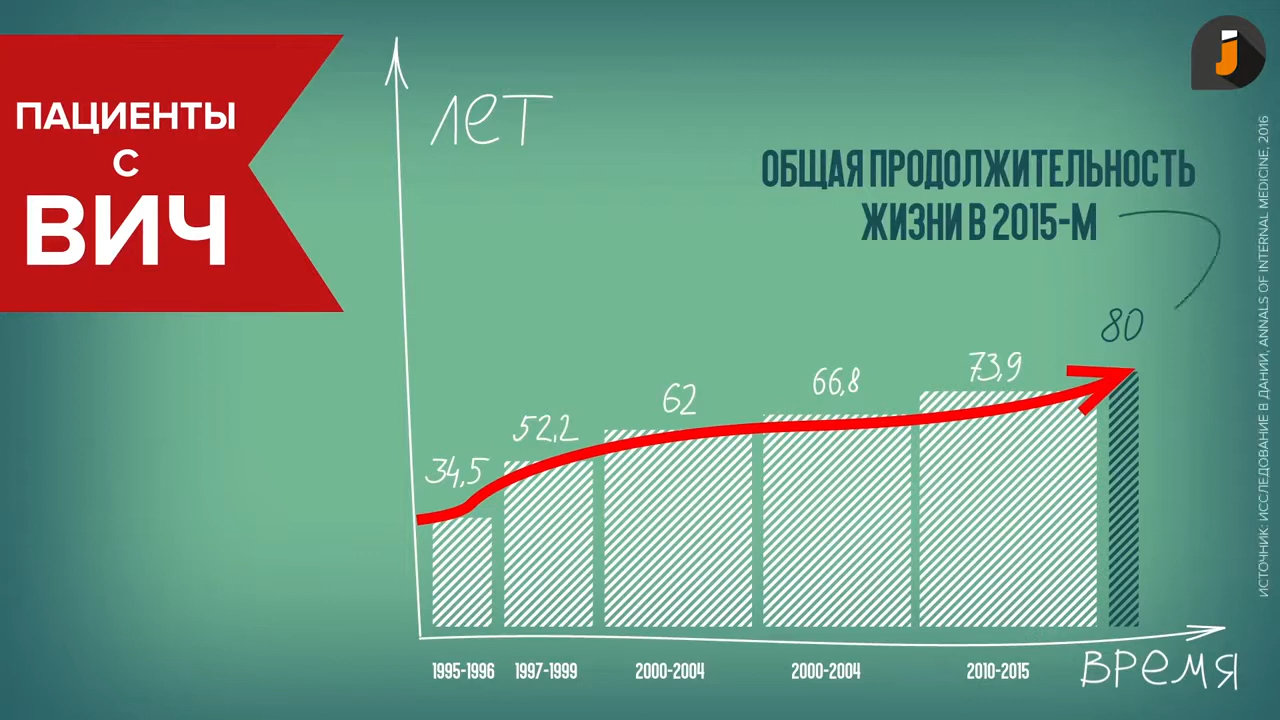 ПАЦИЕНТЫ
С
ВИЧ
ЛЕТ
ОБЩАЯ ПРОДОЛЖИТЕЛЬНОСТЬ
ЖИЗНИ В 2015-М
34,5
52,2
62
66,8
73,9
80
1995-1996
1997-1999
2000-2004
2000-2004
2010-2015
ВРЕМЯ
J
ИСТОЧНИК: ИССЛЕДОВАНИЕ В ДАНИИ, ANNALS OF INTERNAL MEDICINE, 2016